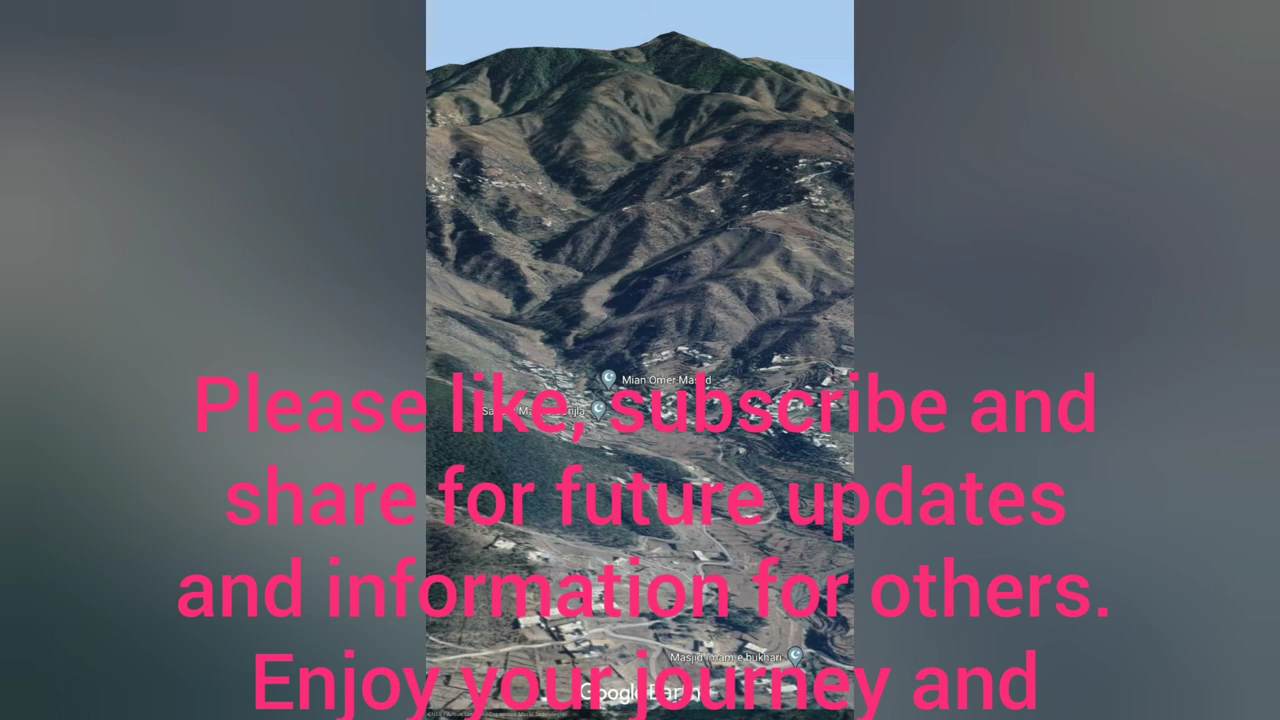 Mian Omer Masjid
Please like, subscribe and
share for future updates
and information for others.
Masjid imam e bukhari
Enjoy your journey and
Google Earth